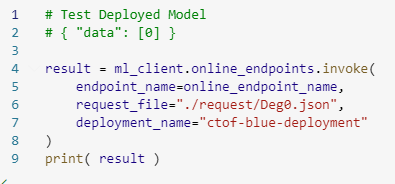 1 # Test Deployed Model
2 # { "data": [0] }
3
4 result = ml_client.online_endpoints.invoke(
5     endpoint_name=online_endpoint_name,
6     request_file="./request/Deg0.json",
7     deployment_name="ctof-blue-deployment"
8 )
9 print( result )